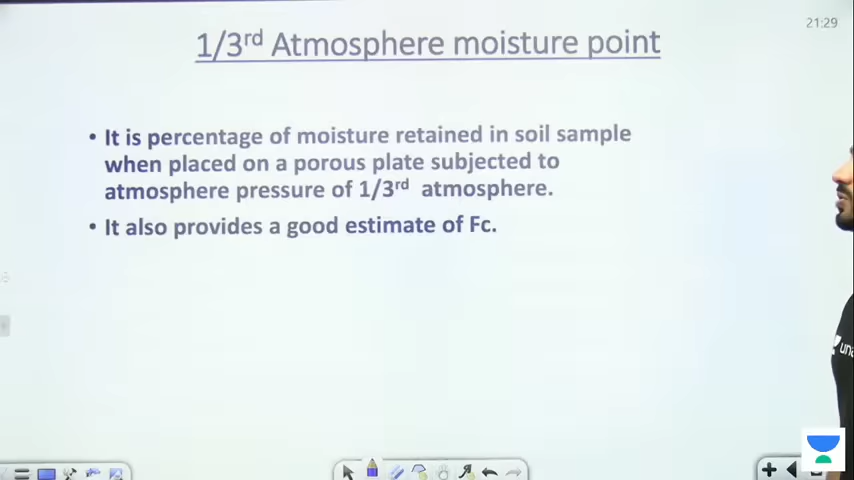 21:29
1/3rd Atmosphere moisture point
• It is percentage of moisture retained in soil sample
when placed on a porous plate subjected to
atmosphere pressure of 1/3rd atmosphere.
• It also provides a good estimate of Fc.
una